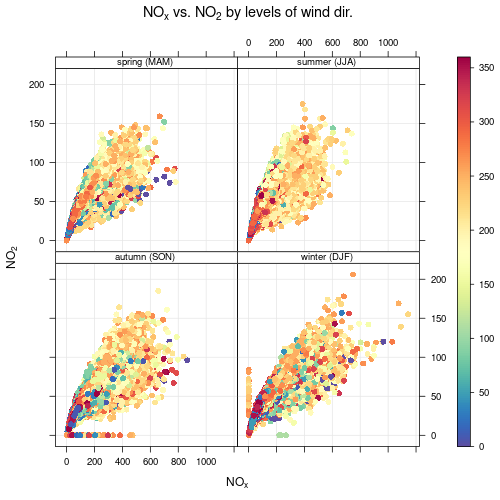 NOx vs. NO2 by levels of wind dir.
0 200 400 600 800 1000
spring (MAM) summer (JJA)
200
150
100
50
0
autumn (SON) winter (DJF)
200
150
100
50
0
0 200 400 600 800 1000
NO2
NOx
350
300
250
200
150
100
50
0